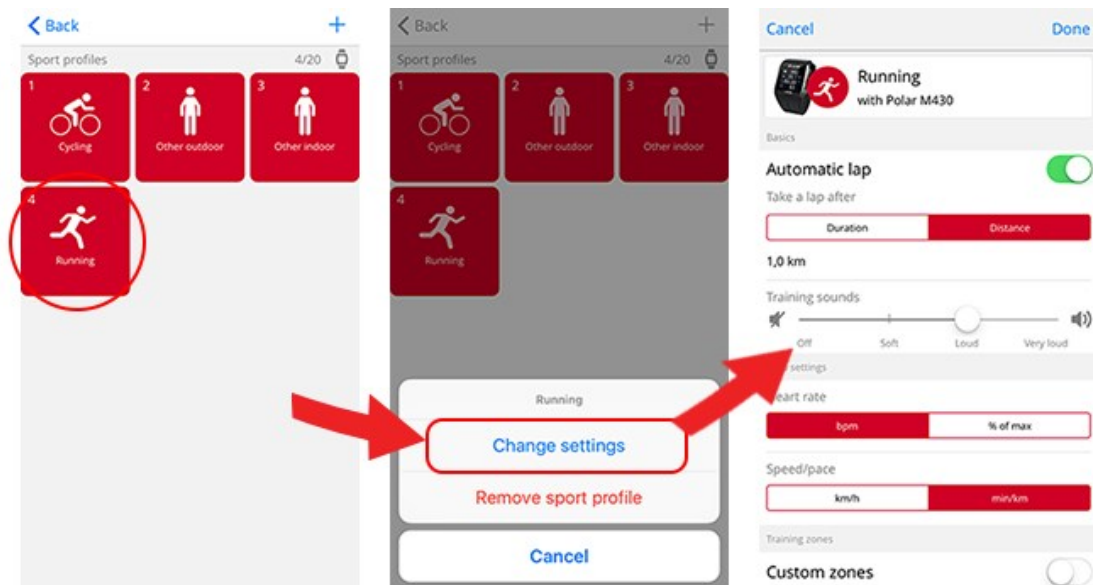 Back
+
Sport profiles
4/20
1
Cycling
2
Other outdoor
3
Other indoor
4
Running
Back
+
Sport profiles
4/20
1
Cycling
2
Other outdoor
3
Other indoor
4
Running
Running
Change settings
Remove sport profile
Cancel
Cancel
Done
Running
with Polar M430
Basics
Automatic lap
Take a lap after
Duration
Distance
1,0 km
Training sounds
Off
Soft
Loud
Very loud
settings
eart rate
bpm
% of max
Speed/pace
km/h
min/km
Training zones
Custom zones